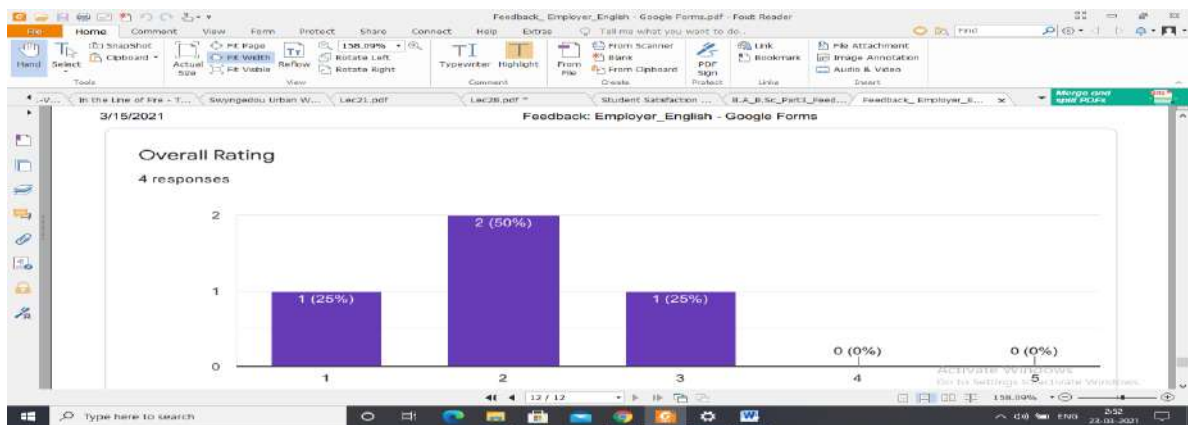 Feedback_ Employer_English - Google Forms.pdf - Foxit Reader
File Home Comment View Form Protect Share Connect Help Extras Tell me what you want to do.. Find
Hand
Select
SnapShot
Clipboard
Actual Size
Fit Page
Fit Width
Fit Visible
Reflow
158.09%
Rotate Left
Rotate Right
Typewriter
Highlight
From File
From Scanner
Blank
From Clipboard
PDF Sign
Link
Bookmark
File Attachment
Image Annotation
Audio & Video
Tools View Comment Create Protect Links Insert
In the Line of Fire - T... Swyngedou Urban W... Lec21.pdf Lec28.pdf * Student Satisfaction ... B.A_B.Sc_Part3_Feed... Feedback_ Employer_E...
Merge and split PDFs
3/15/2021 Feedback: Employer_English - Google Forms
Overall Rating
4 responses
2
2 (50%)
1
1 (25%) 1 (25%)
0 (0%) 0 (0%)
0
1 2 3 4 5
Activate Windows
Go to Settings to activate Windows.
12 / 12 158.09%
Type here to search
ENG
2:52
23-03-2021